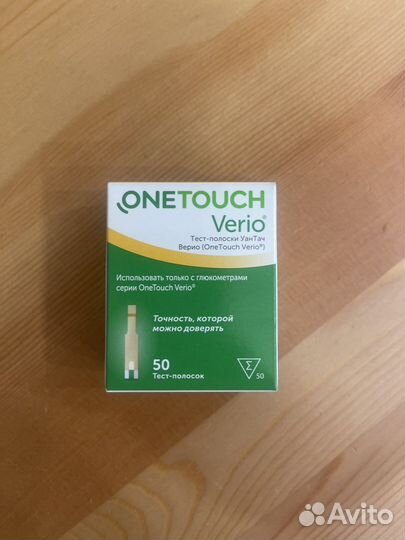 ONETOUCH
Verio®
Тест-полоски УанТач
Верио (OneTouch Verio®)
Использовать только с глюкометрами
серии OneTouch Verio®
Точность, которой
можно доверять
50
Тест-полосок
Σ
50
Avito